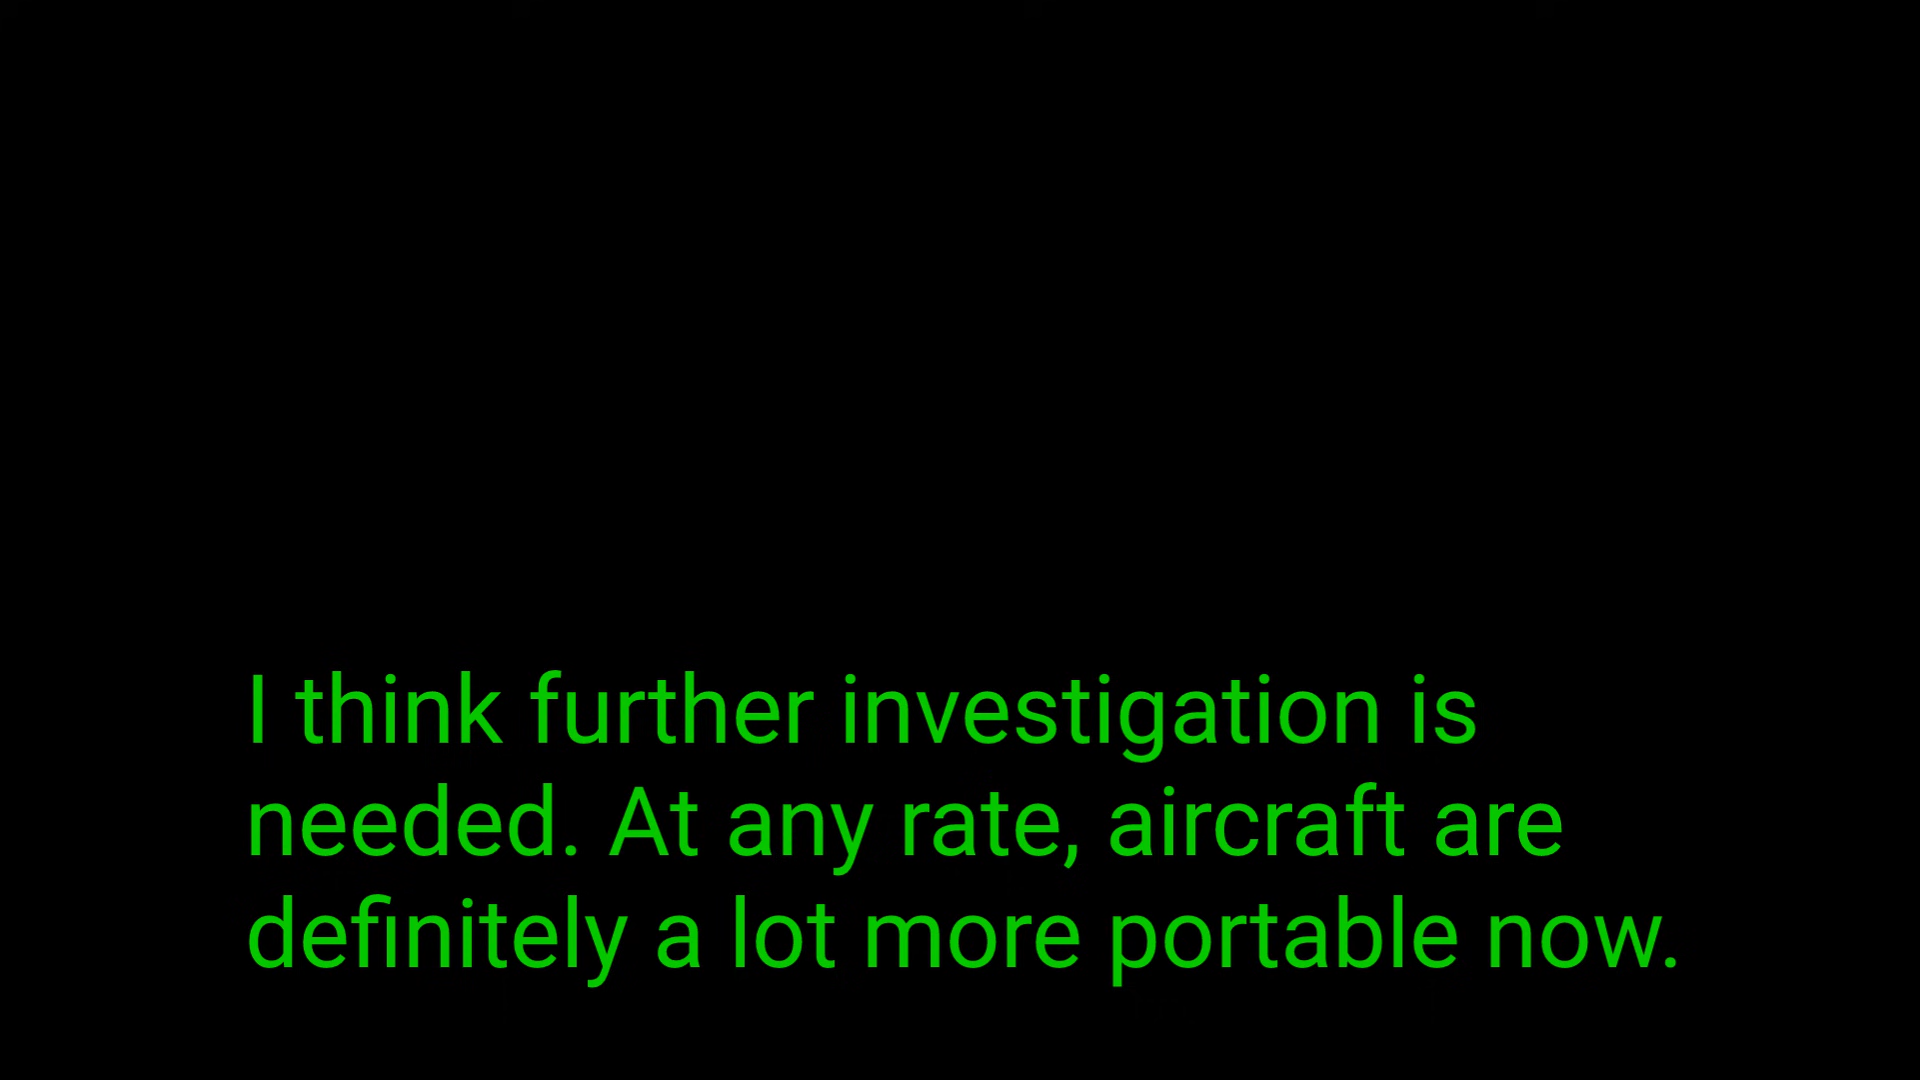 I think further investigation is
needed. At any rate, aircraft are
definitely a lot more portable now.